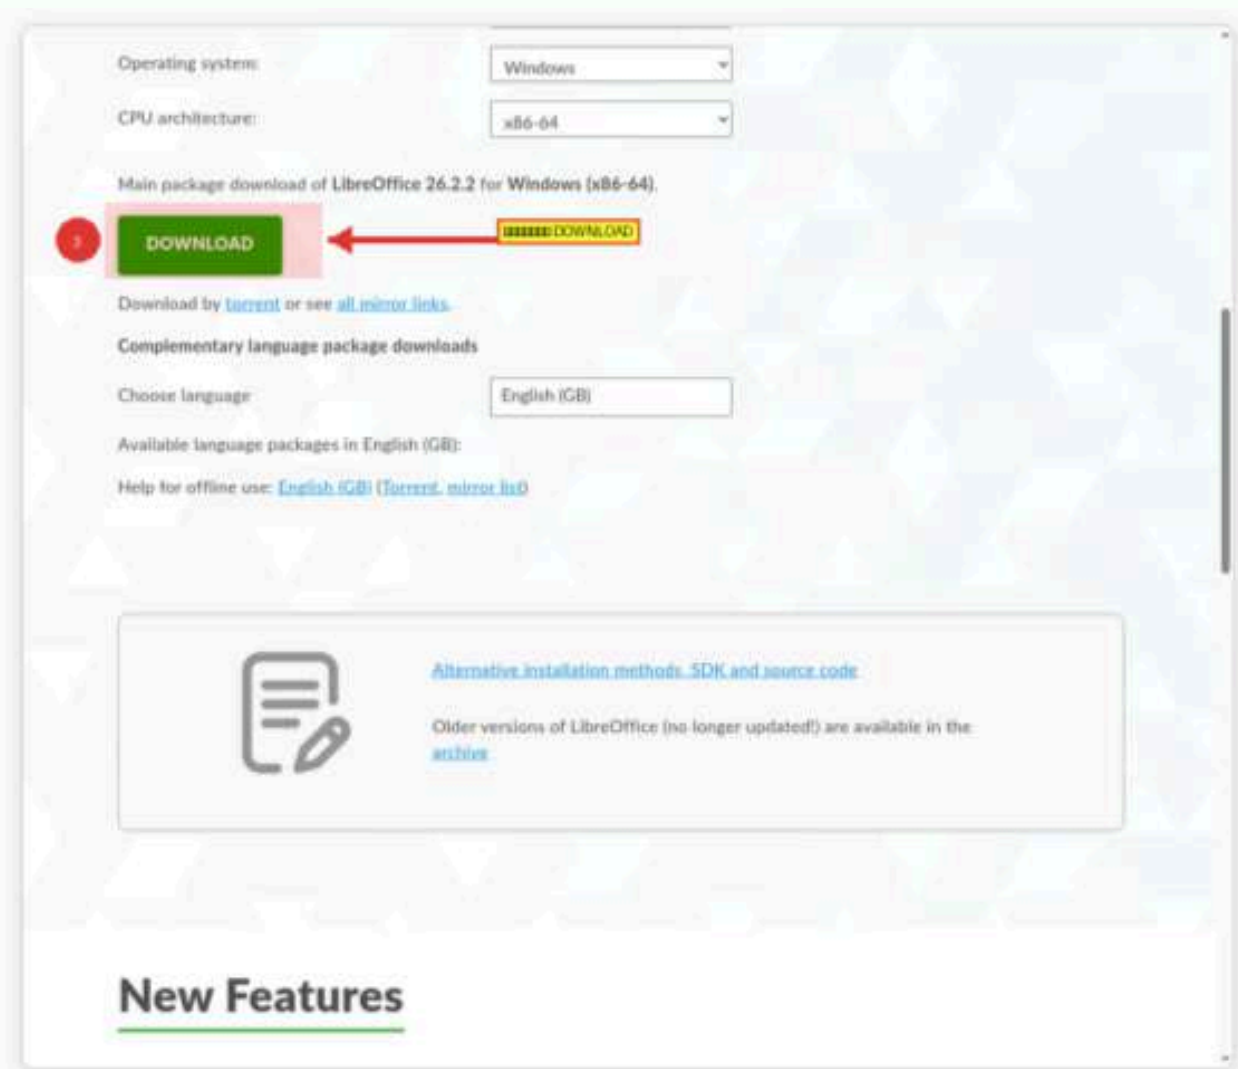 Operating system:
Windows
CPU architecture:
x86-64
Main package download of LibreOffice 26.2.2 for Windows (x86-64).
3
DOWNLOAD
DOWNLOAD
Download by torrent or see all mirror links.
Complementary language package downloads
Choose language
English (GB)
Available language packages in English (GB):
Help for offline use: English (GB) (Torrent, mirror list)
Alternative installation methods, SDK and source code
Older versions of LibreOffice (no longer updated!) are available in the
archive
New Features